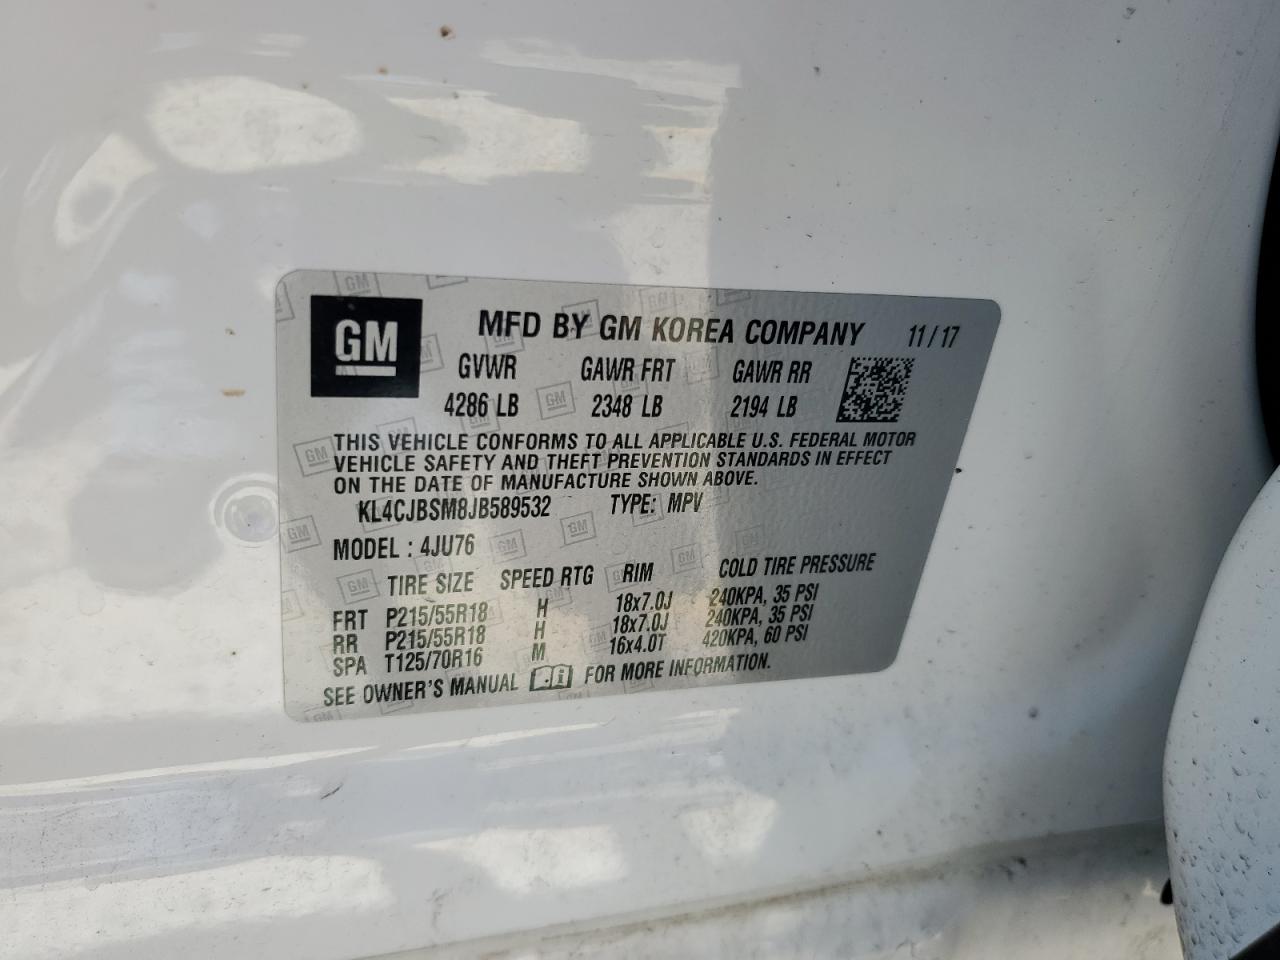 GM
MFD BY GM KOREA COMPANY 11/17
GVWR GAWR FRT GAWR RR
4286 LB 2348 LB 2194 LB
THIS VEHICLE CONFORMS TO ALL APPLICABLE U.S. FEDERAL MOTOR
VEHICLE SAFETY AND THEFT PREVENTION STANDARDS IN EFFECT
ON THE DATE OF MANUFACTURE SHOWN ABOVE.
KL4CJBSM8JB589532 TYPE: MPV
MODEL : 4JU76
TIRE SIZE SPEED RTG RIM COLD TIRE PRESSURE
FRT P215/55R18 H 18x7.0J 240KPA, 35 PSI
RR P215/55R18 H 18x7.0J 240KPA, 35 PSI
SPA T125/70R16 M 16x4.0T 420KPA, 60 PSI
SEE OWNER'S MANUAL FOR MORE INFORMATION.